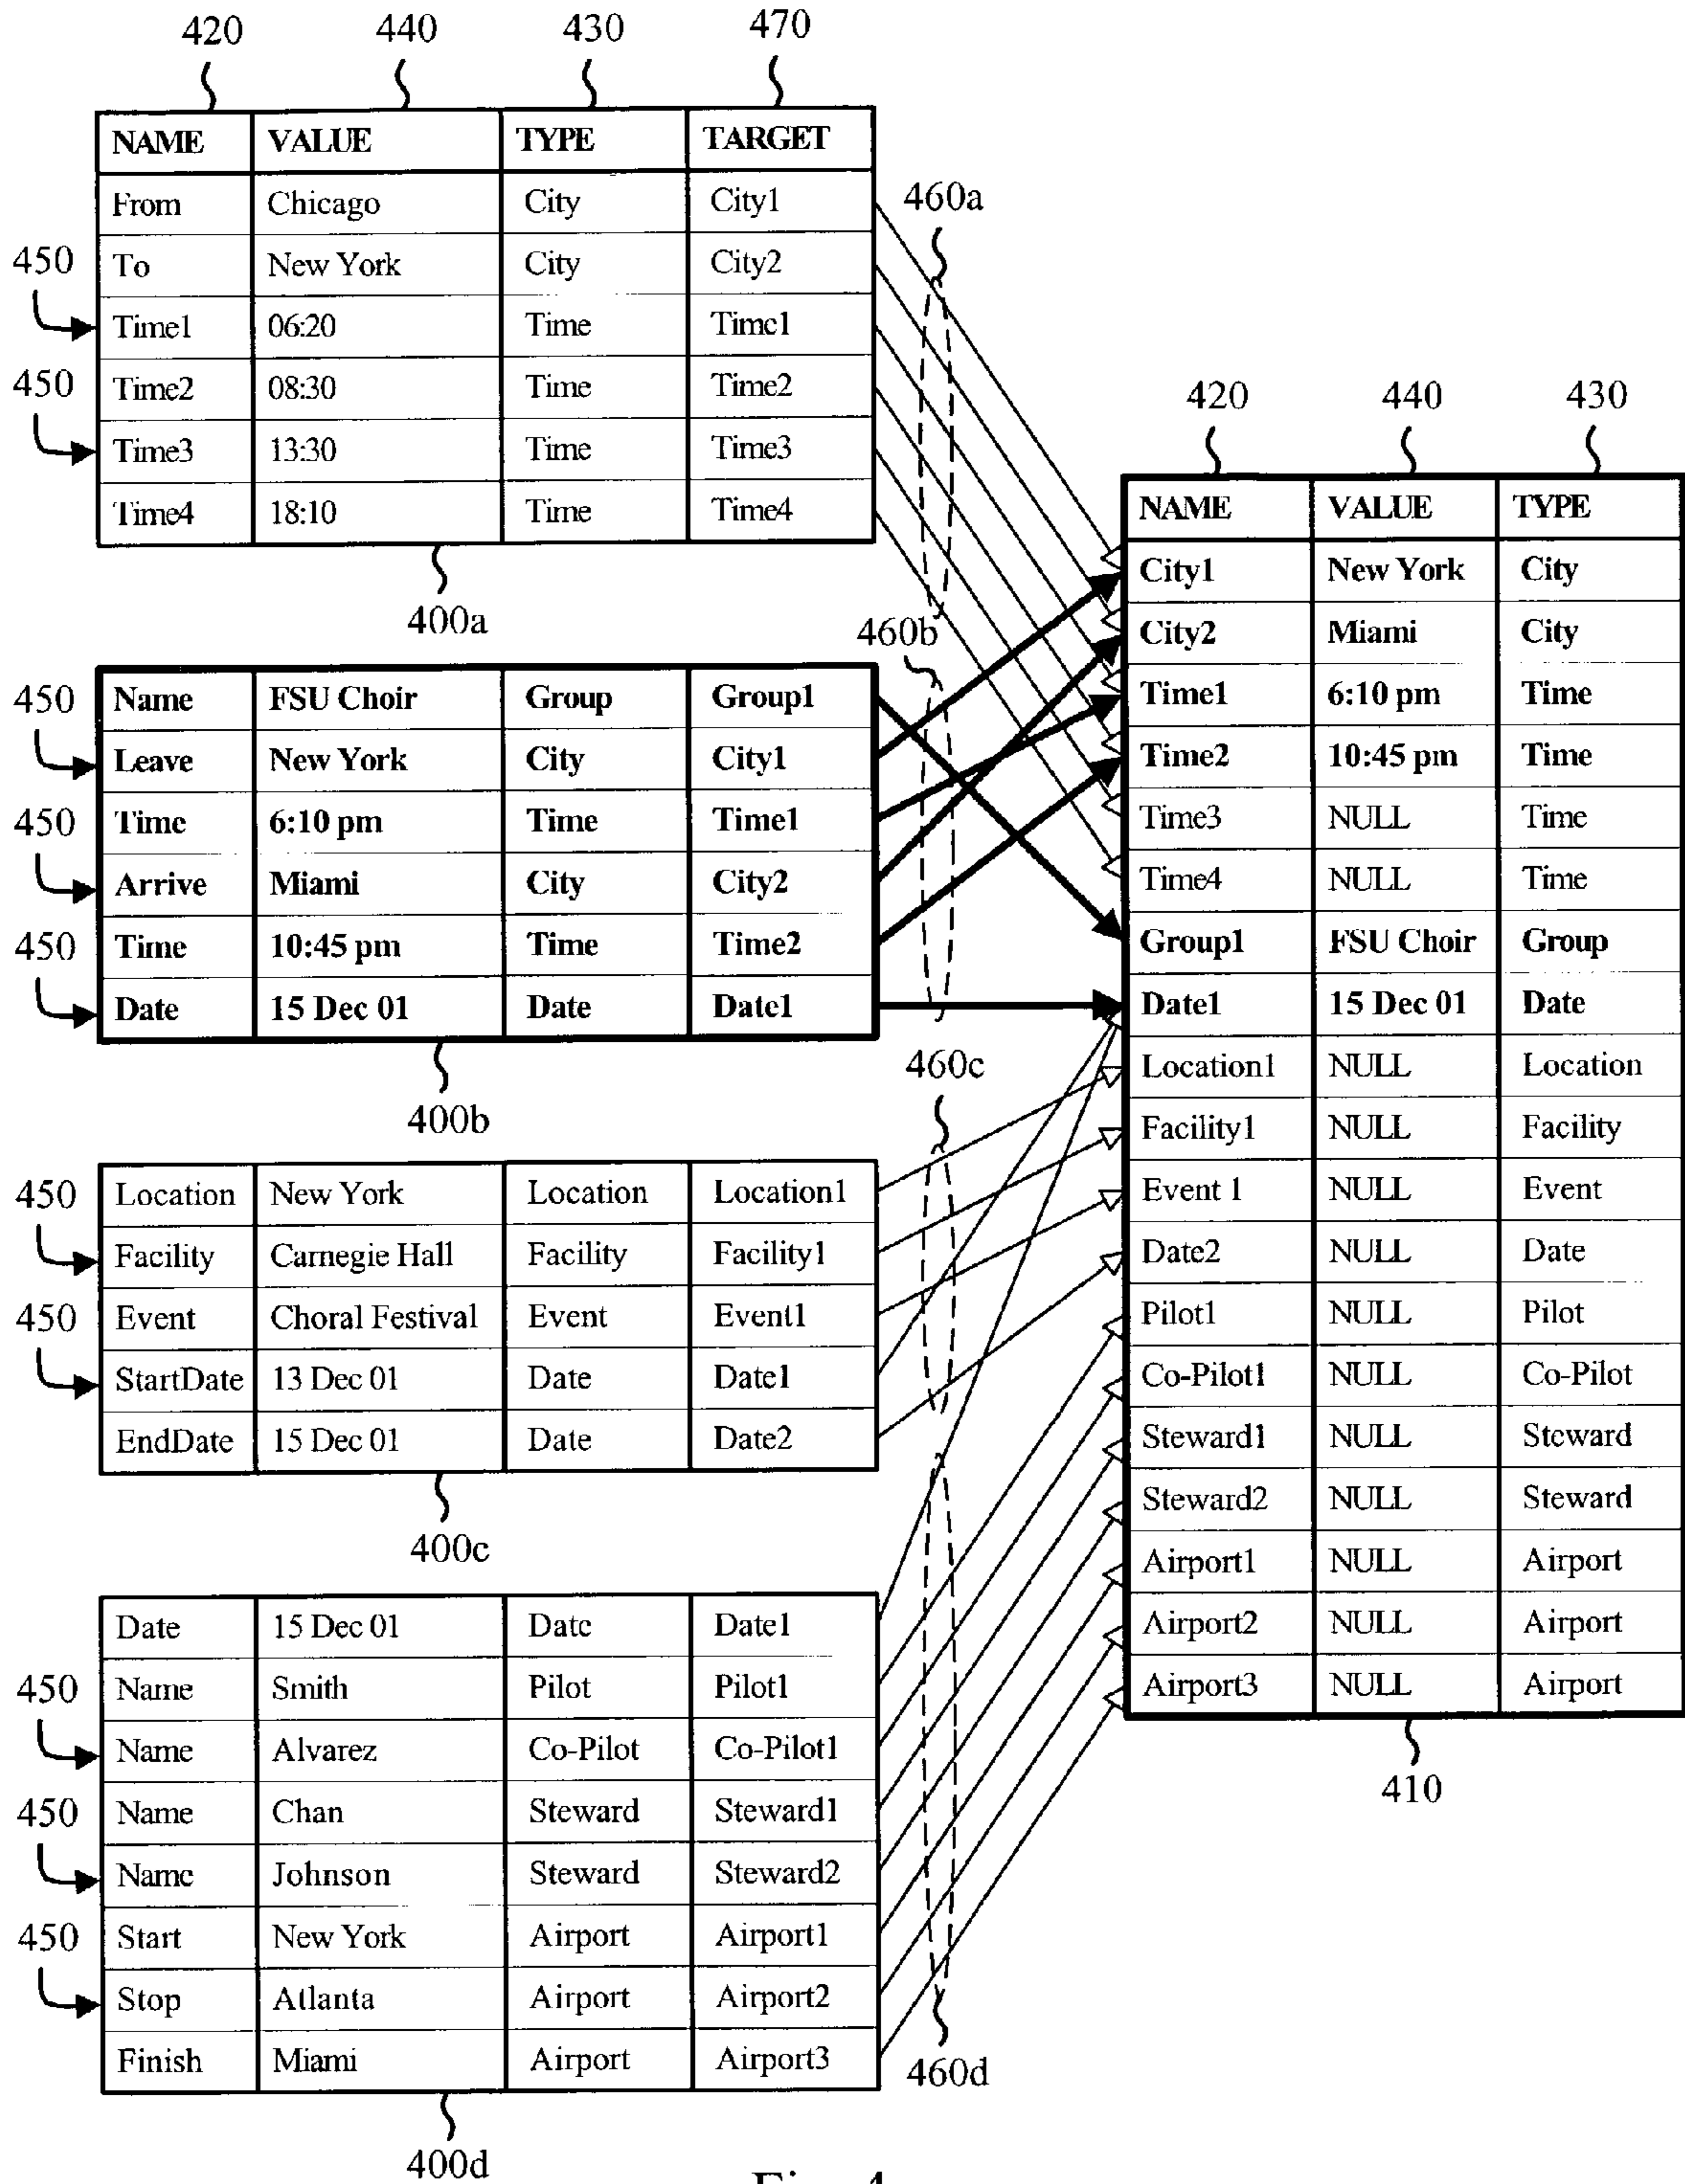 420 440 430 470
NAME VALUE TYPE TARGET
From Chicago City City1
To New York City City2
Time1 06:20 Time Time1
Time2 08:30 Time Time2
Time3 13:30 Time Time3
Time4 18:10 Time Time4
450
450
460a
400a
460b
450 Name FSU Choir Group Group1
Leave New York City City1
450 Time 6:10 pm Time Time1
Arrive Miami City City2
450 Time 10:45 pm Time Time2
Date 15 Dec 01 Date Date1
400b
460c
450 Location New York Location Location1
Facility Carnegie Hall Facility Facility1
450 Event Choral Festival Event Event1
StartDate 13 Dec 01 Date Date1
EndDate 15 Dec 01 Date Date2
400c
Date 15 Dec 01 Date Date1
450 Name Smith Pilot Pilot1
Name Alvarez Co-Pilot Co-Pilot1
450 Name Chan Steward Steward1
Name Johnson Steward Steward2
450 Start New York Airport Airport1
Stop Atlanta Airport Airport2
Finish Miami Airport Airport3
460d
400d
420 440 430
NAME VALUE TYPE
City1 New York City
City2 Miami City
Time1 6:10 pm Time
Time2 10:45 pm Time
Time3 NULL Time
Time4 NULL Time
Group1 FSU Choir Group
Date1 15 Dec 01 Date
Location1 NULL Location
Facility1 NULL Facility
Event 1 NULL Event
Date2 NULL Date
Pilot1 NULL Pilot
Co-Pilot1 NULL Co-Pilot
Steward1 NULL Steward
Steward2 NULL Steward
Airport1 NULL Airport
Airport2 NULL Airport
Airport3 NULL Airport
410